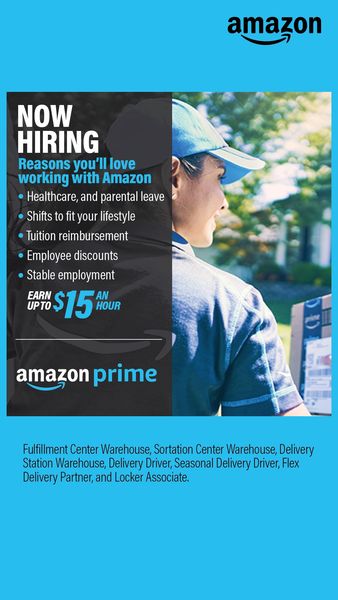 amazon
NOW
HIRING
Reasons you'll love
working with Amazon
• Healthcare, and parental leave
• Shifts to fit your lifestyle
• Tuition reimbursement
• Employee discounts
• Stable employment
EARN
UP TO $15 AN
HOUR
amazon prime
prime
Fulfillment Center Warehouse, Sortation Center Warehouse, Delivery
Station Warehouse, Delivery Driver, Seasonal Delivery Driver, Flex
Delivery Partner, and Locker Associate.